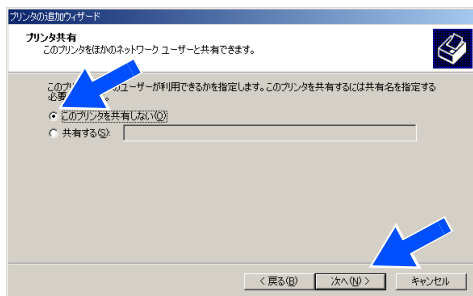 プリンタの追加ウィザード
プリンタ共有
このプリンタをほかのネットワーク ユーザーと共有できます。
このプリ のユーザーが利用できるかを指定します。このプリンタを共有するには共有名を指定する
必要 。
このプリンタを共有しない(O)
共有する(S):
< 戻る(B)
次へ(N) >
キャンセル